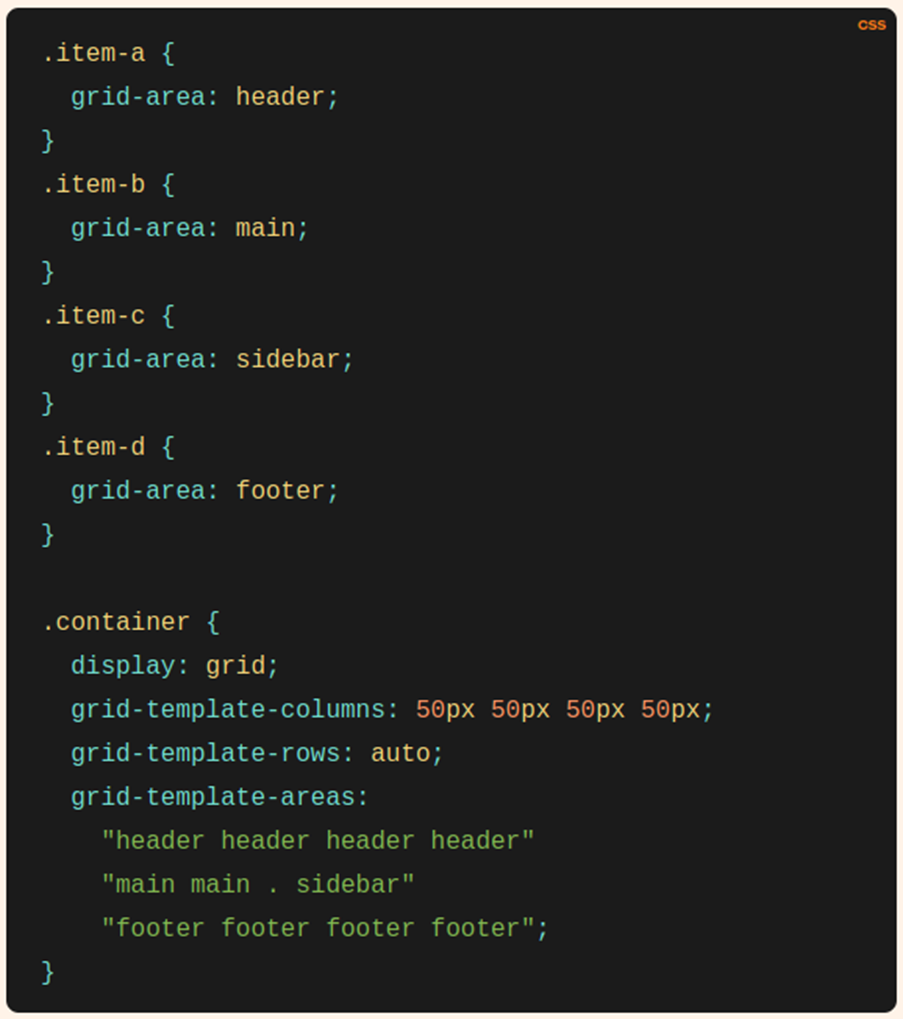 css
.item-a {
  grid-area: header;
}
.item-b {
  grid-area: main;
}
.item-c {
  grid-area: sidebar;
}
.item-d {
  grid-area: footer;
}

.container {
  display: grid;
  grid-template-columns: 50px 50px 50px 50px;
  grid-template-rows: auto;
  grid-template-areas:
    "header header header header"
    "main main . sidebar"
    "footer footer footer footer";
}